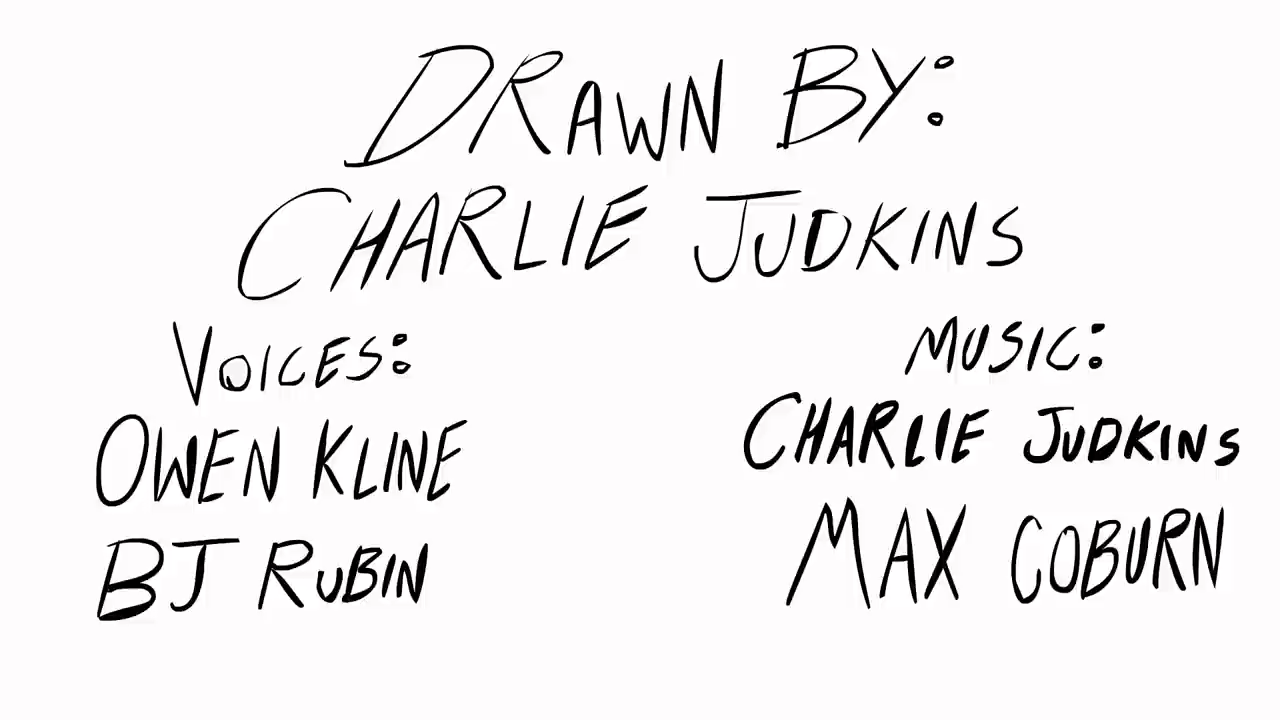 DRAWN BY:
CHARLIE JUDKINS
VOICES:
OWEN KLINE
BJ RUBIN
MUSIC:
CHARLIE JUDKINS
MAX COBURN